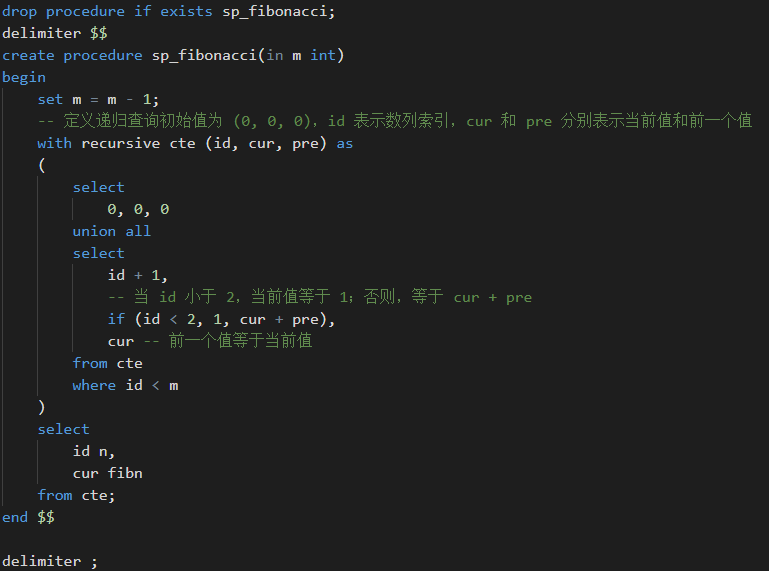 drop procedure if exists sp_fibonacci;
delimiter $$
create procedure sp_fibonacci(in m int)
begin
    set m = m - 1;
    -- 定义递归查询初始值为 (0, 0, 0)，id 表示数列索引，cur 和 pre 分别表示当前值和前一个值
    with recursive cte (id, cur, pre) as
    (
        select
            0, 0, 0
        union all
        select
            id + 1,
            -- 当 id 小于 2，当前值等于 1；否则，等于 cur + pre
            if (id < 2, 1, cur + pre),
            cur -- 前一个值等于当前值
        from cte
        where id < m
    )
    select
        id n,
        cur fibn
    from cte;
end $$
delimiter ;